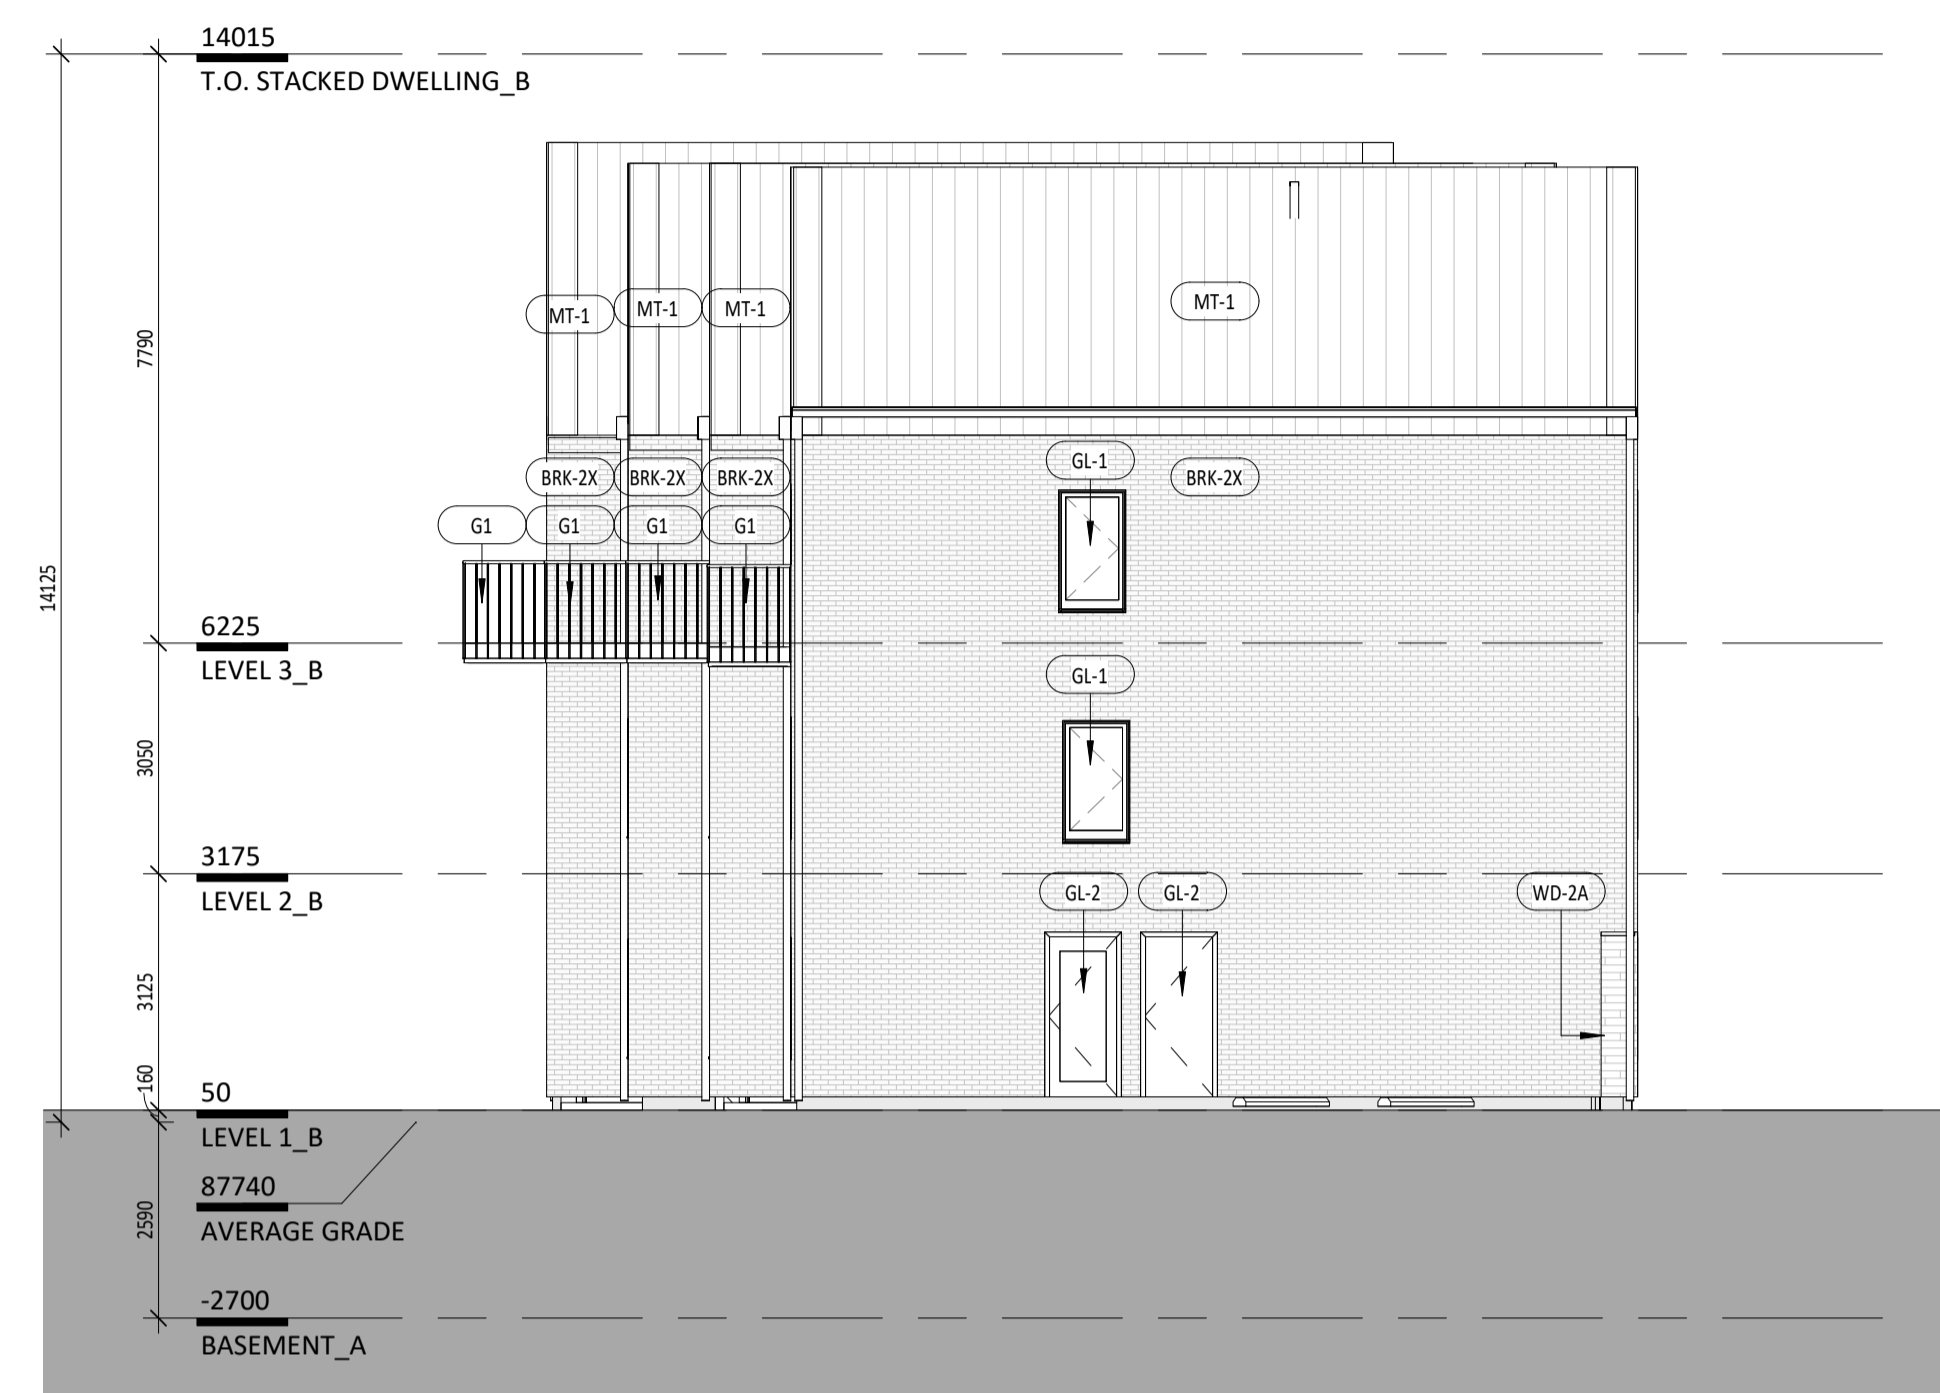 14015
T.O. STACKED DWELLING_B
MT-1
MT-1
MT-1
MT-1
7790
GL-1
BRK-2X
BRK-2X
BRK-2X
BRK-2X
G1
G1
G1
G1
14125
6225
LEVEL 3_B
GL-1
3050
3175
LEVEL 2_B
GL-2
GL-2
WD-2A
3125
160
50
LEVEL 1_B
87740
AVERAGE GRADE
2590
-2700
BASEMENT_A